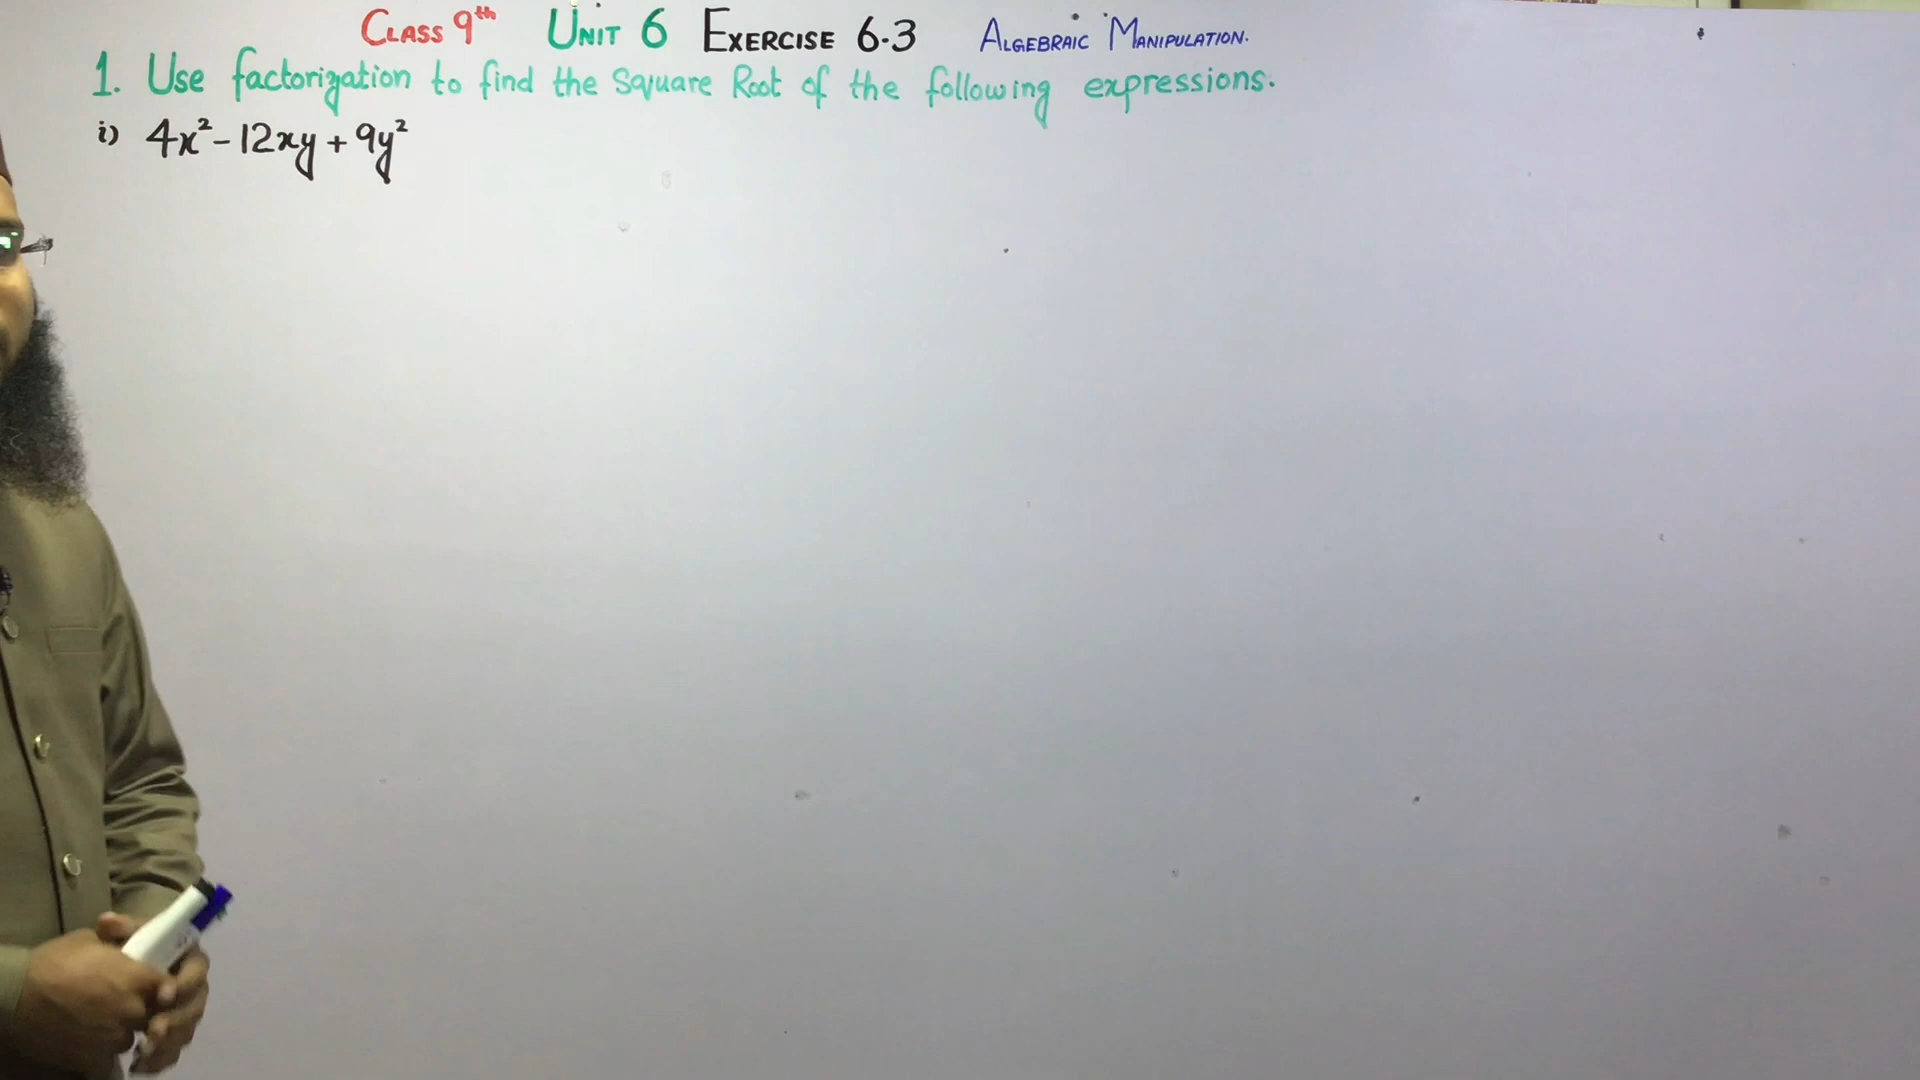 CLASS 9th UNIT 6 EXERCISE 6.3 ALGEBRAIC MANIPULATION.
1. Use factorization to find the Square Root of the following expressions.
i) 4x² - 12xy + 9y²